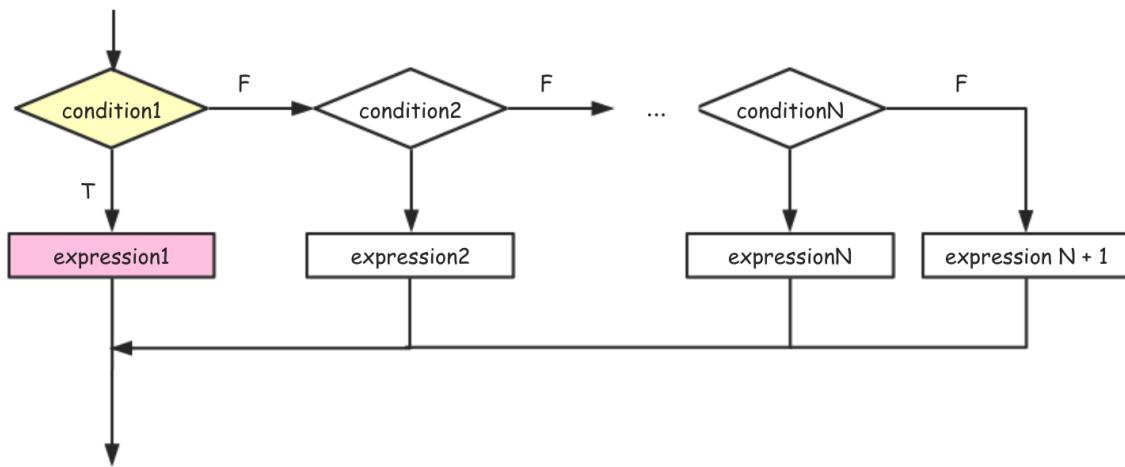 F
F
F
condition1
condition2
...
conditionN
T
expression1
expression2
expressionN
expression N + 1